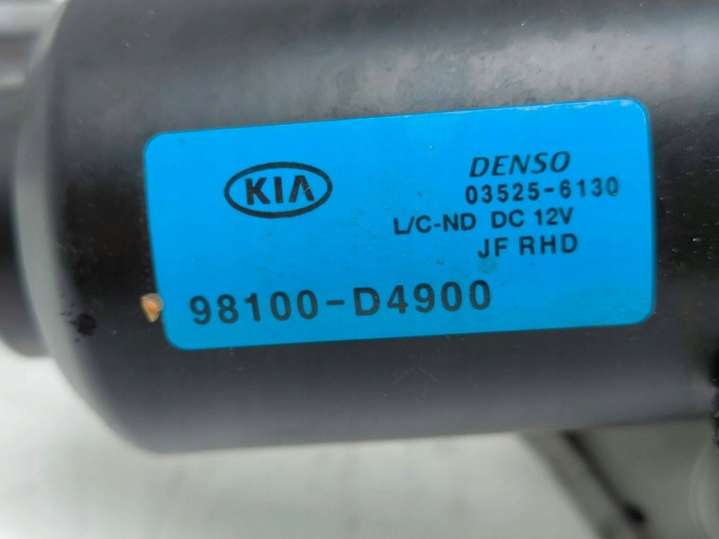 KIA
DENSO
03525-6130
L/C-ND DC 12V
JF RHD
98100-D4900